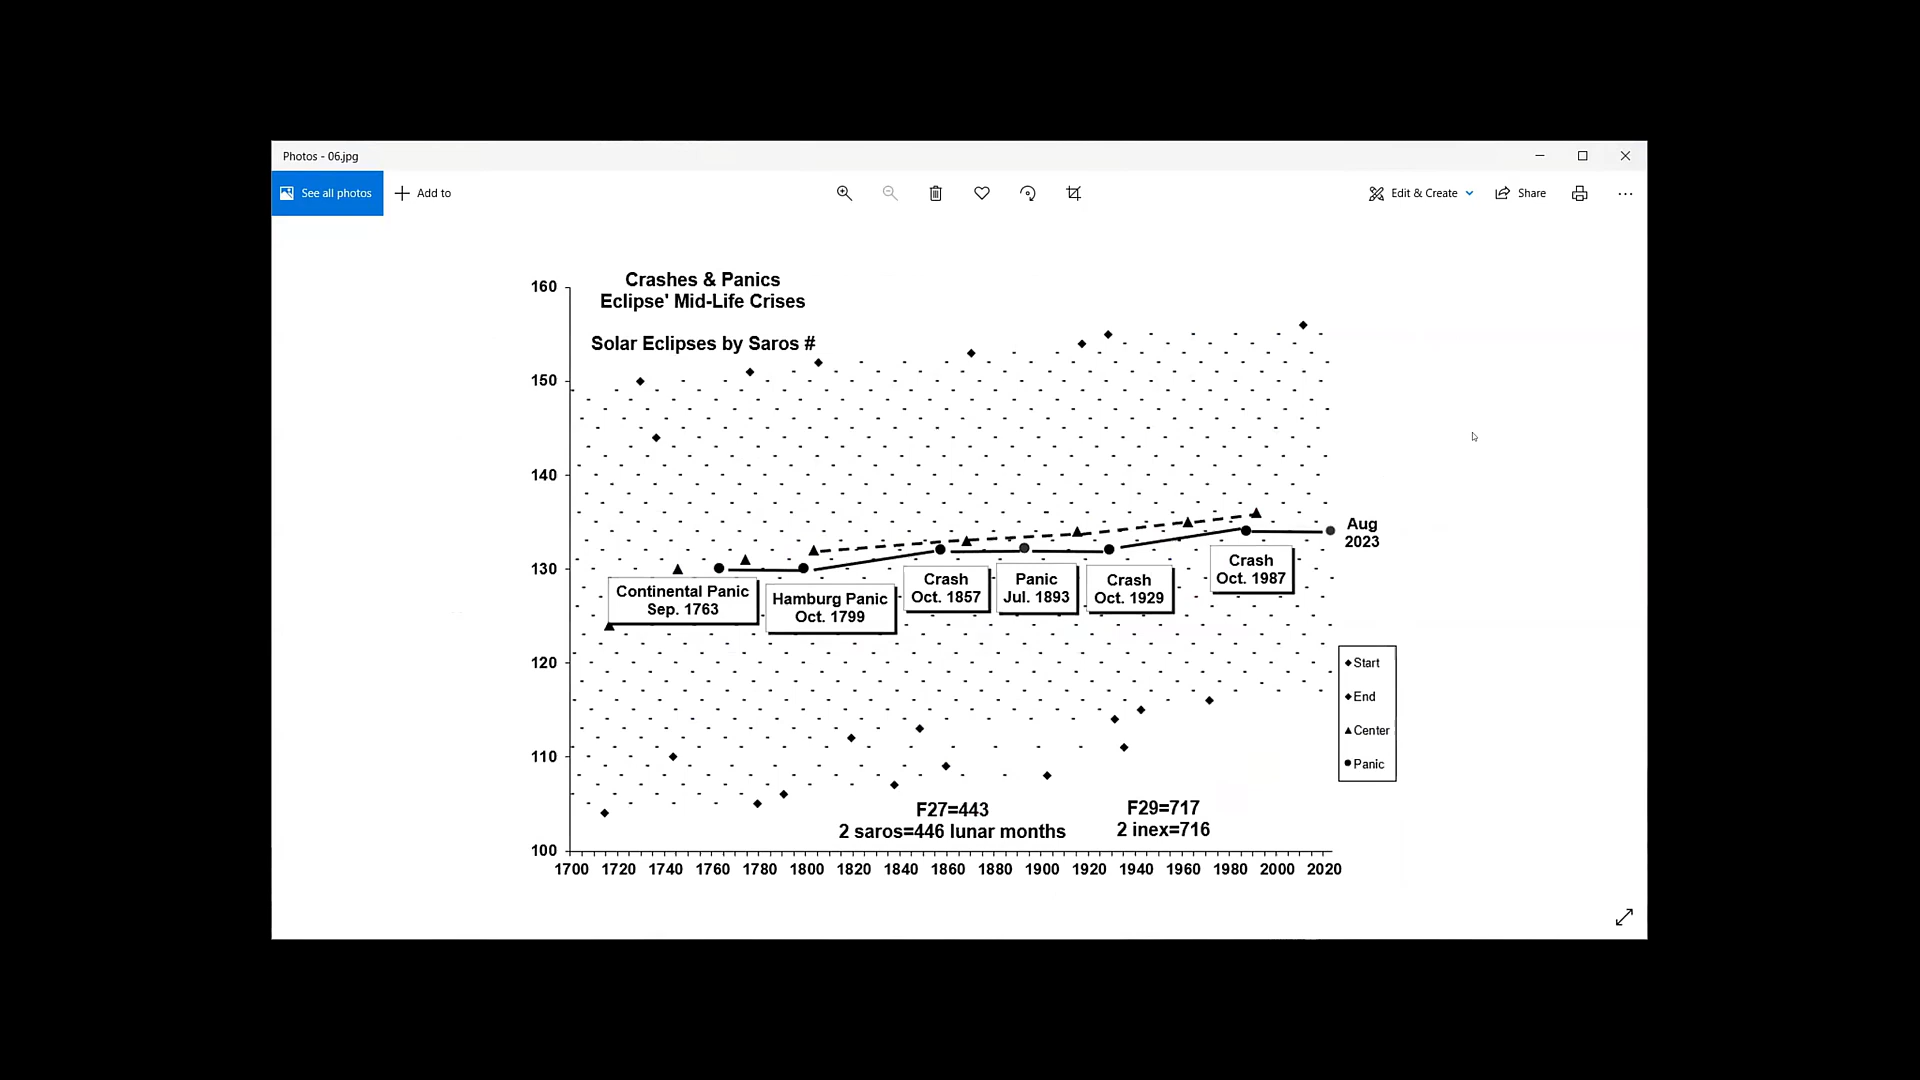 Photos - 06.jpg
See all photos
Add to
Edit & Create
Share
Crashes & Panics
Eclipse' Mid-Life Crises
Solar Eclipses by Saros #
160
150
140
130
120
110
100
Aug
2023
Continental Panic
Sep. 1763
Hamburg Panic
Oct. 1799
Crash
Oct. 1857
Panic
Jul. 1893
Crash
Oct. 1929
Crash
Oct. 1987
Start
End
Center
Panic
F27=443
2 saros=446 lunar months
F29=717
2 inex=716
1700 1720 1740 1760 1780 1800 1820 1840 1860 1880 1900 1920 1940 1960 1980 2000 2020